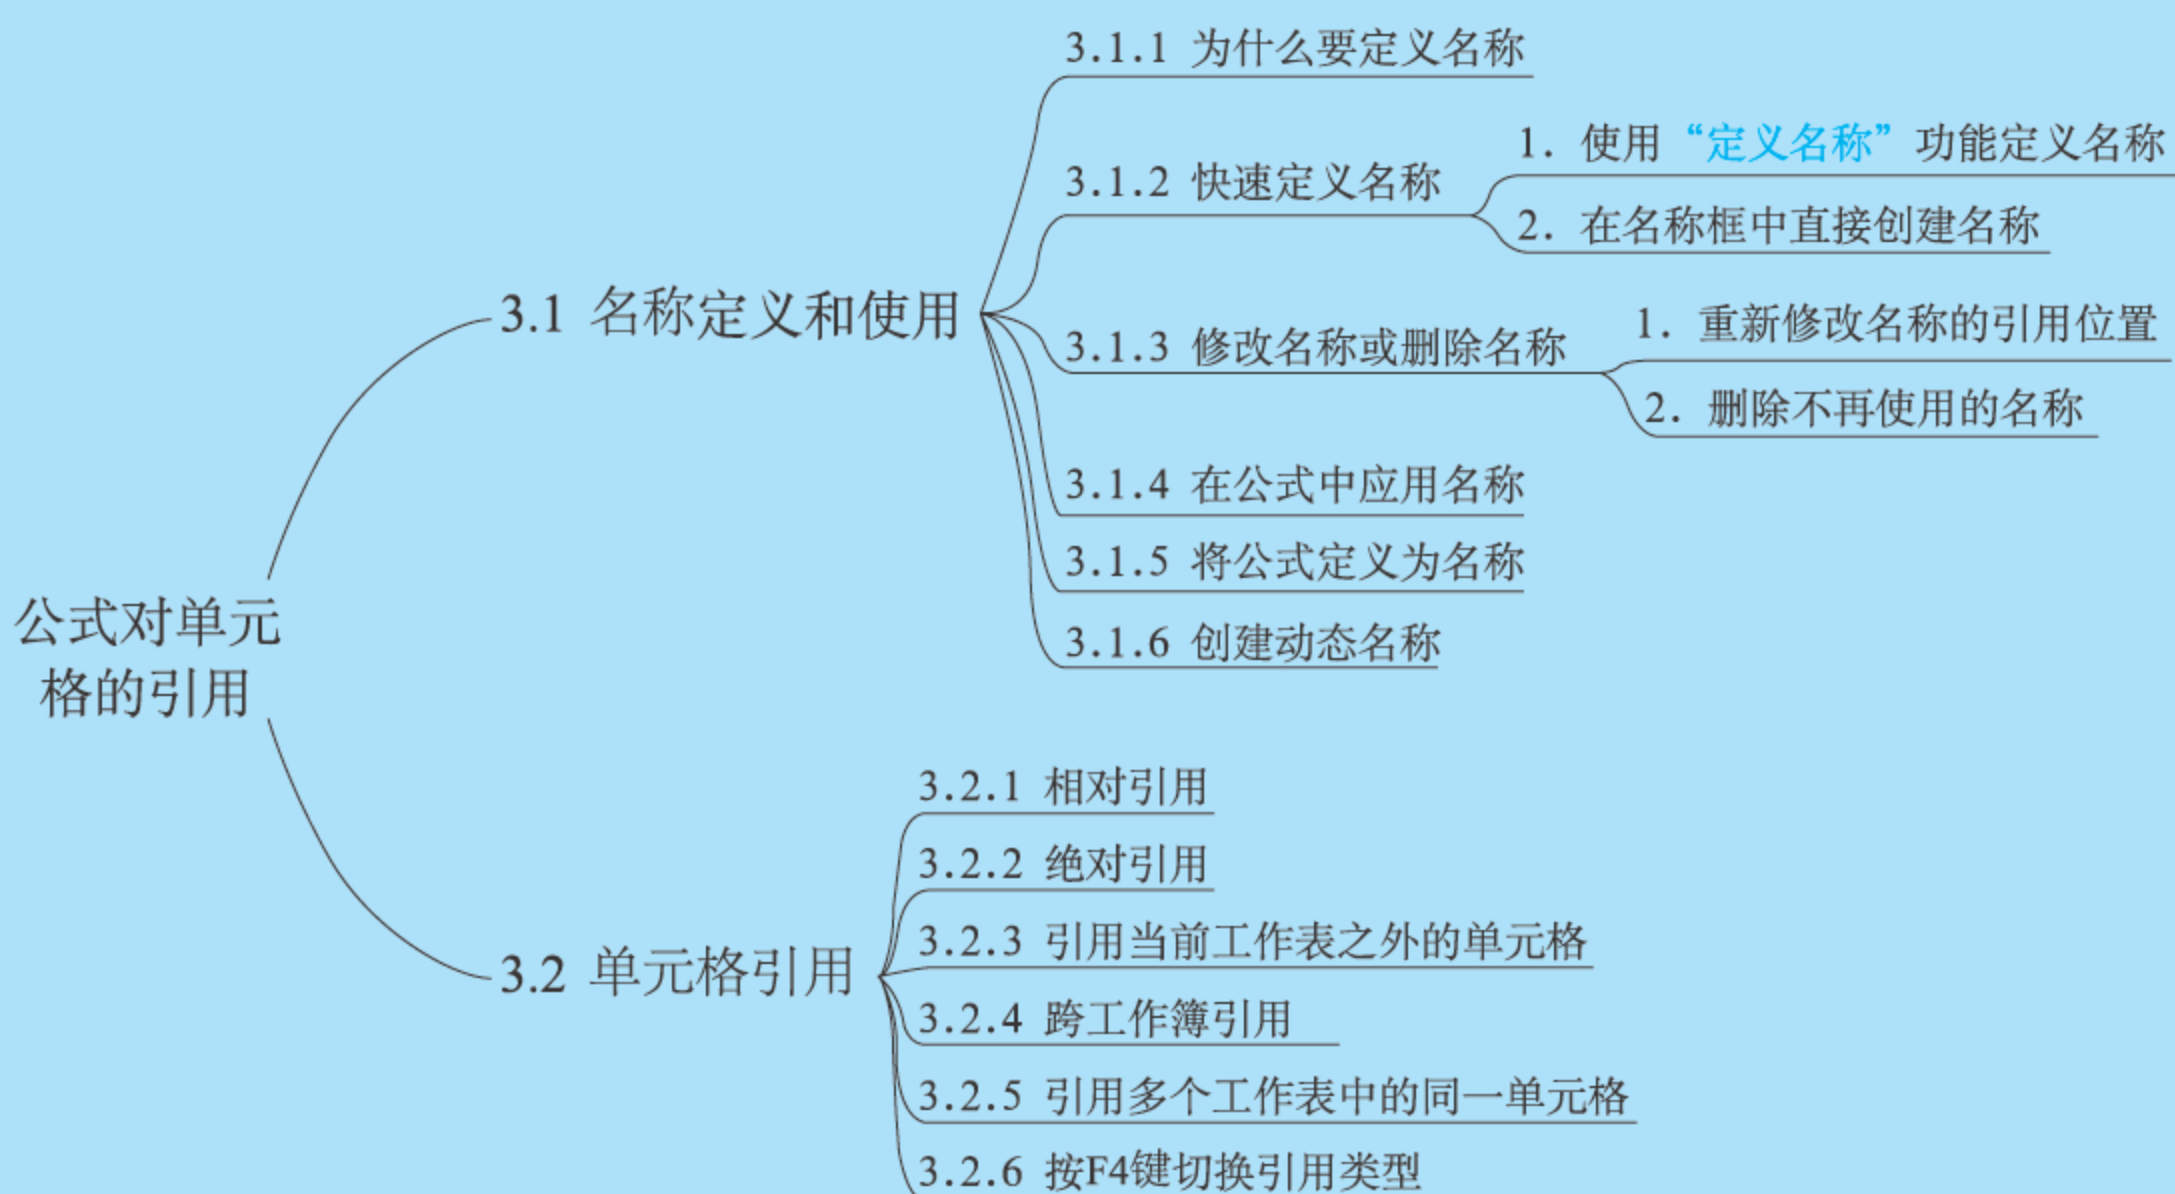 公式对单元
格的引用
3.1 名称定义和使用
3.1.1 为什么要定义名称
3.1.2 快速定义名称
1. 使用“定义名称”功能定义名称
2. 在名称框中直接创建名称
3.1.3 修改名称或删除名称
1. 重新修改名称的引用位置
2. 删除不再使用的名称
3.1.4 在公式中应用名称
3.1.5 将公式定义为名称
3.1.6 创建动态名称
3.2 单元格引用
3.2.1 相对引用
3.2.2 绝对引用
3.2.3 引用当前工作表之外的单元格
3.2.4 跨工作簿引用
3.2.5 引用多个工作表中的同一单元格
3.2.6 按F4键切换引用类型